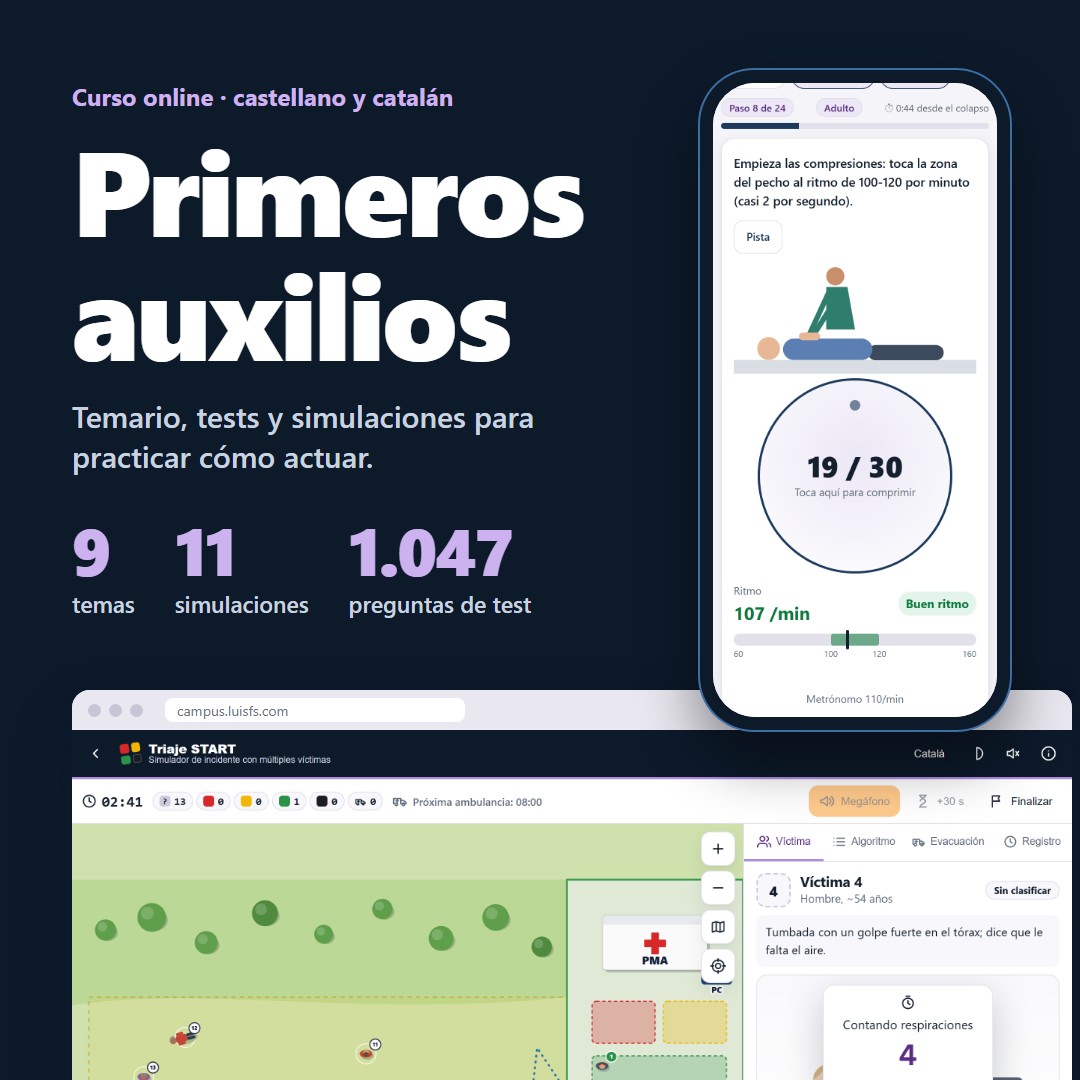 Curso online · castellano y catalán
Primeros
auxilios
Temario, tests y simulaciones para
practicar cómo actuar.
9
temas
11
simulaciones
1.047
preguntas de test
Paso 8 de 24
Adulto
0:44 desde el colapso
Empieza las compresiones: toca la zona
del pecho al ritmo de 100-120 por minuto
(casi 2 por segundo).
Pista
19 / 30
Toca aquí para comprimir
Ritmo
107 /min
Buen ritmo
60 100 120 160
Metrónomo 110/min
campus.luisfs.com
Triaje START
Simulador de incidente con múltiples víctimas
Català
02:41
? 13
0
0
1
0
0
Próxima ambulancia: 08:00
Megáfono
+30 s
Finalizar
PMA
PC
12
11
13
1
Víctima
Algoritmo
Evacuación
Registro
4
Víctima 4
Hombre, ~54 años
Sin clasificar
Tumbada con un golpe fuerte en el tórax; dice que le
falta el aire.
Contando respiraciones
4